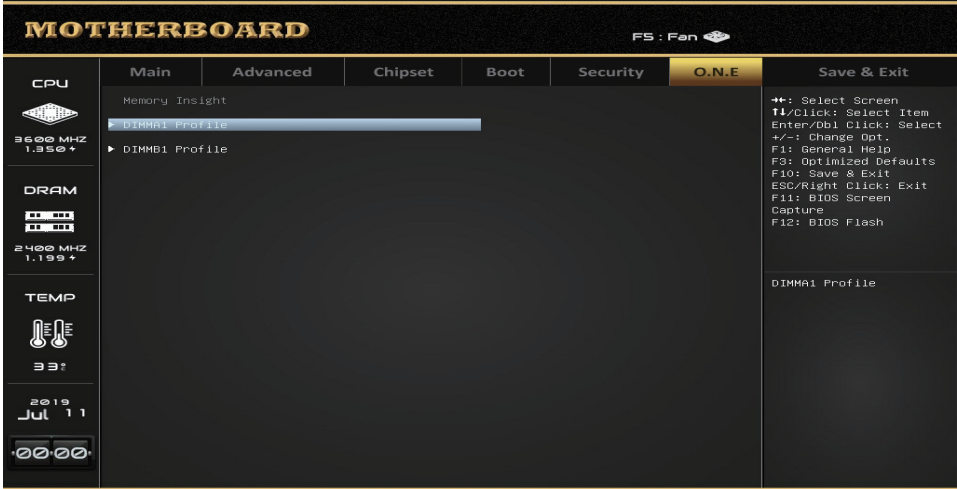 MOTHERBOARD
F5 : Fan
Main Advanced Chipset Boot Security O.N.E Save & Exit
CPU
3600 MHZ
1.350
DRAM
2400 MHZ
1.199
TEMP
33°C
2019
Jul 11
00:00
Memory Insight
DIMMA1 Profile
DIMMB1 Profile
→←: Select Screen
↑↓/Click: Select Item
Enter/Dbl Click: Select
+/-: Change Opt.
F1: General Help
F3: Optimized Defaults
F10: Save & Exit
ESC/Right Click: Exit
F11: BIOS Screen
Capture
F12: BIOS Flash
DIMMA1 Profile